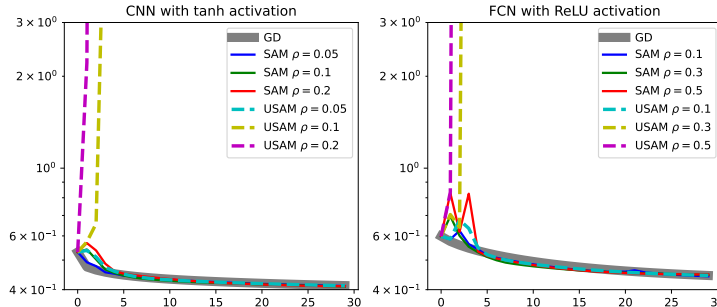 CNN with tanh activation
3 × 10⁰
2 × 10⁰
10⁰
6 × 10⁻¹
4 × 10⁻¹
GD
SAM ρ = 0.05
SAM ρ = 0.1
SAM ρ = 0.2
USAM ρ = 0.05
USAM ρ = 0.1
USAM ρ = 0.2
0 5 10 15 20 25 30
FCN with ReLU activation
3 × 10⁰
2 × 10⁰
10⁰
6 × 10⁻¹
4 × 10⁻¹
GD
SAM ρ = 0.1
SAM ρ = 0.3
SAM ρ = 0.5
USAM ρ = 0.1
USAM ρ = 0.3
USAM ρ = 0.5
0 5 10 15 20 25 30